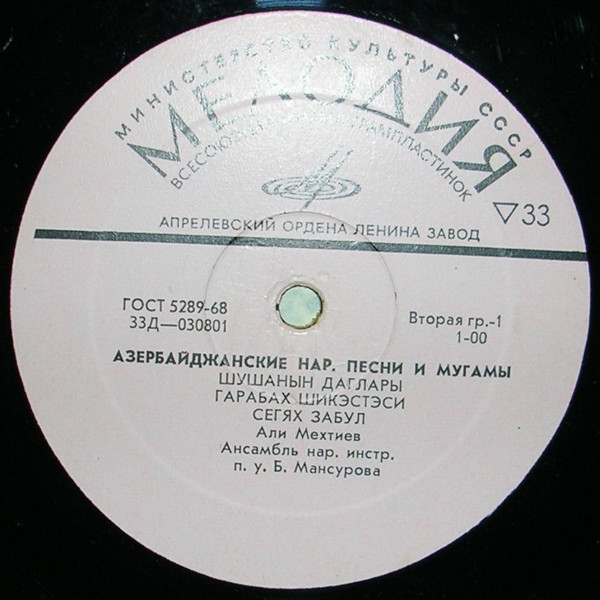 МИНИСТЕРСТВО КУЛЬТУРЫ СССР
МЕЛОДИЯ
ВСЕСОЮЗНАЯ ГРАМПЛАСТИНОК
АПРЕЛЕВСКИЙ ОРДЕНА ЛЕНИНА ЗАВОД
▽33
ГОСТ 5289-68
33Д—030801
Вторая гр.-1
1-00
АЗЕРБАЙДЖАНСКИЕ НАР. ПЕСНИ И МУГАМЫ
ШУШАНЫН ДАГЛАРЫ
ГАРАБАХ ШИКЭСТЭСИ
СЕГЯХ ЗАБУЛ
Али Мехтиев
Ансамбль нар. инстр.
п. у. Б. Мансурова